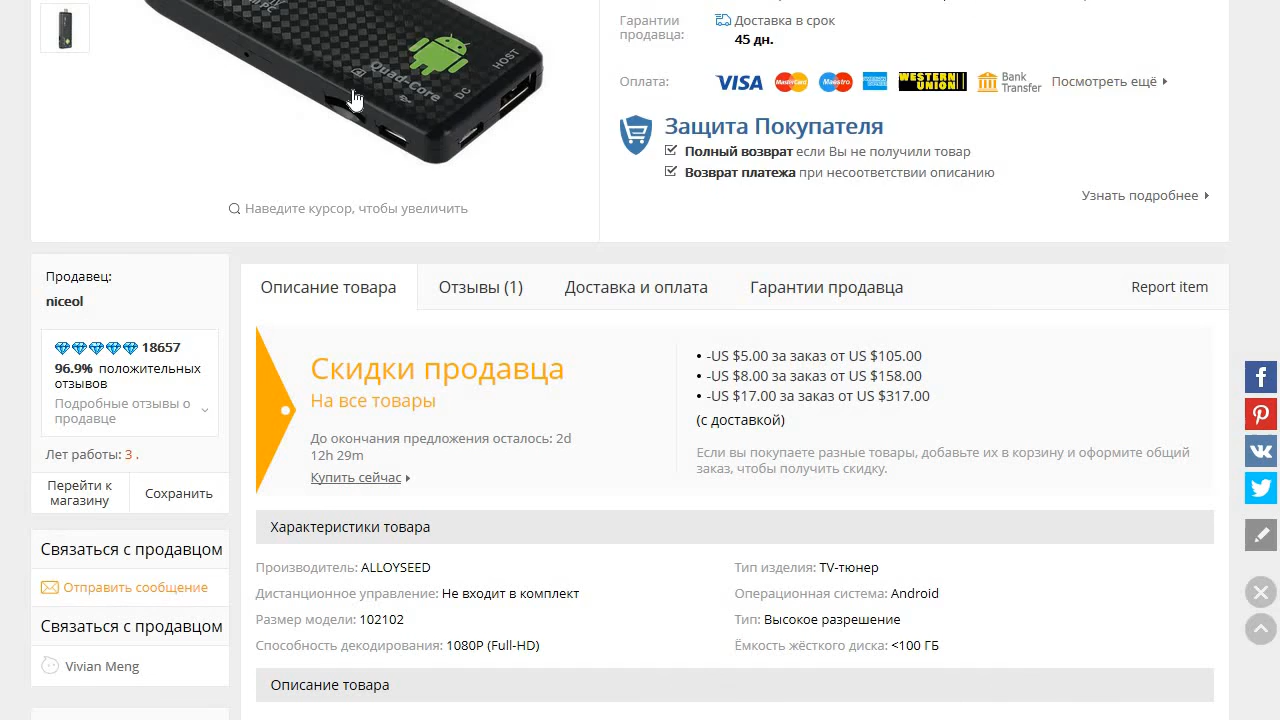 Гарантии
продавца:
Доставка в срок
45 дн.
Quad-Core
DC
HOST
Оплата:
VISA
MasterCard
Maestro
WESTERN
UNION
Bank
Transfer
Посмотреть ещё
Защита Покупателя
Полный возврат если Вы не получили товар
Возврат платежа при несоответствии описанию
Узнать подробнее
Наведите курсор, чтобы увеличить
Продавец:
niceol
18657
96.9% положительных
отзывов
Подробные отзывы о
продавце
Лет работы: 3 .
Перейти к
магазину
Сохранить
Связаться с продавцом
Отправить сообщение
Связаться с продавцом
Vivian Meng
Описание товара
Отзывы (1)
Доставка и оплата
Гарантии продавца
Report item
Скидки продавца
На все товары
До окончания предложения осталось: 2d
12h 29m
Купить сейчас
-US $5.00 за заказ от US $105.00
-US $8.00 за заказ от US $158.00
-US $17.00 за заказ от US $317.00
(с доставкой)
Если вы покупаете разные товары, добавьте их в корзину и оформите общий
заказ, чтобы получить скидку.
Характеристики товара
Производитель: ALLOYSEED
Тип изделия: TV-тюнер
Дистанционное управление: Не входит в комплект
Операционная система: Android
Размер модели: 102102
Тип: Высокое разрешение
Способность декодирования: 1080P (Full-HD)
Ёмкость жёсткого диска: <100 ГБ
Описание товара